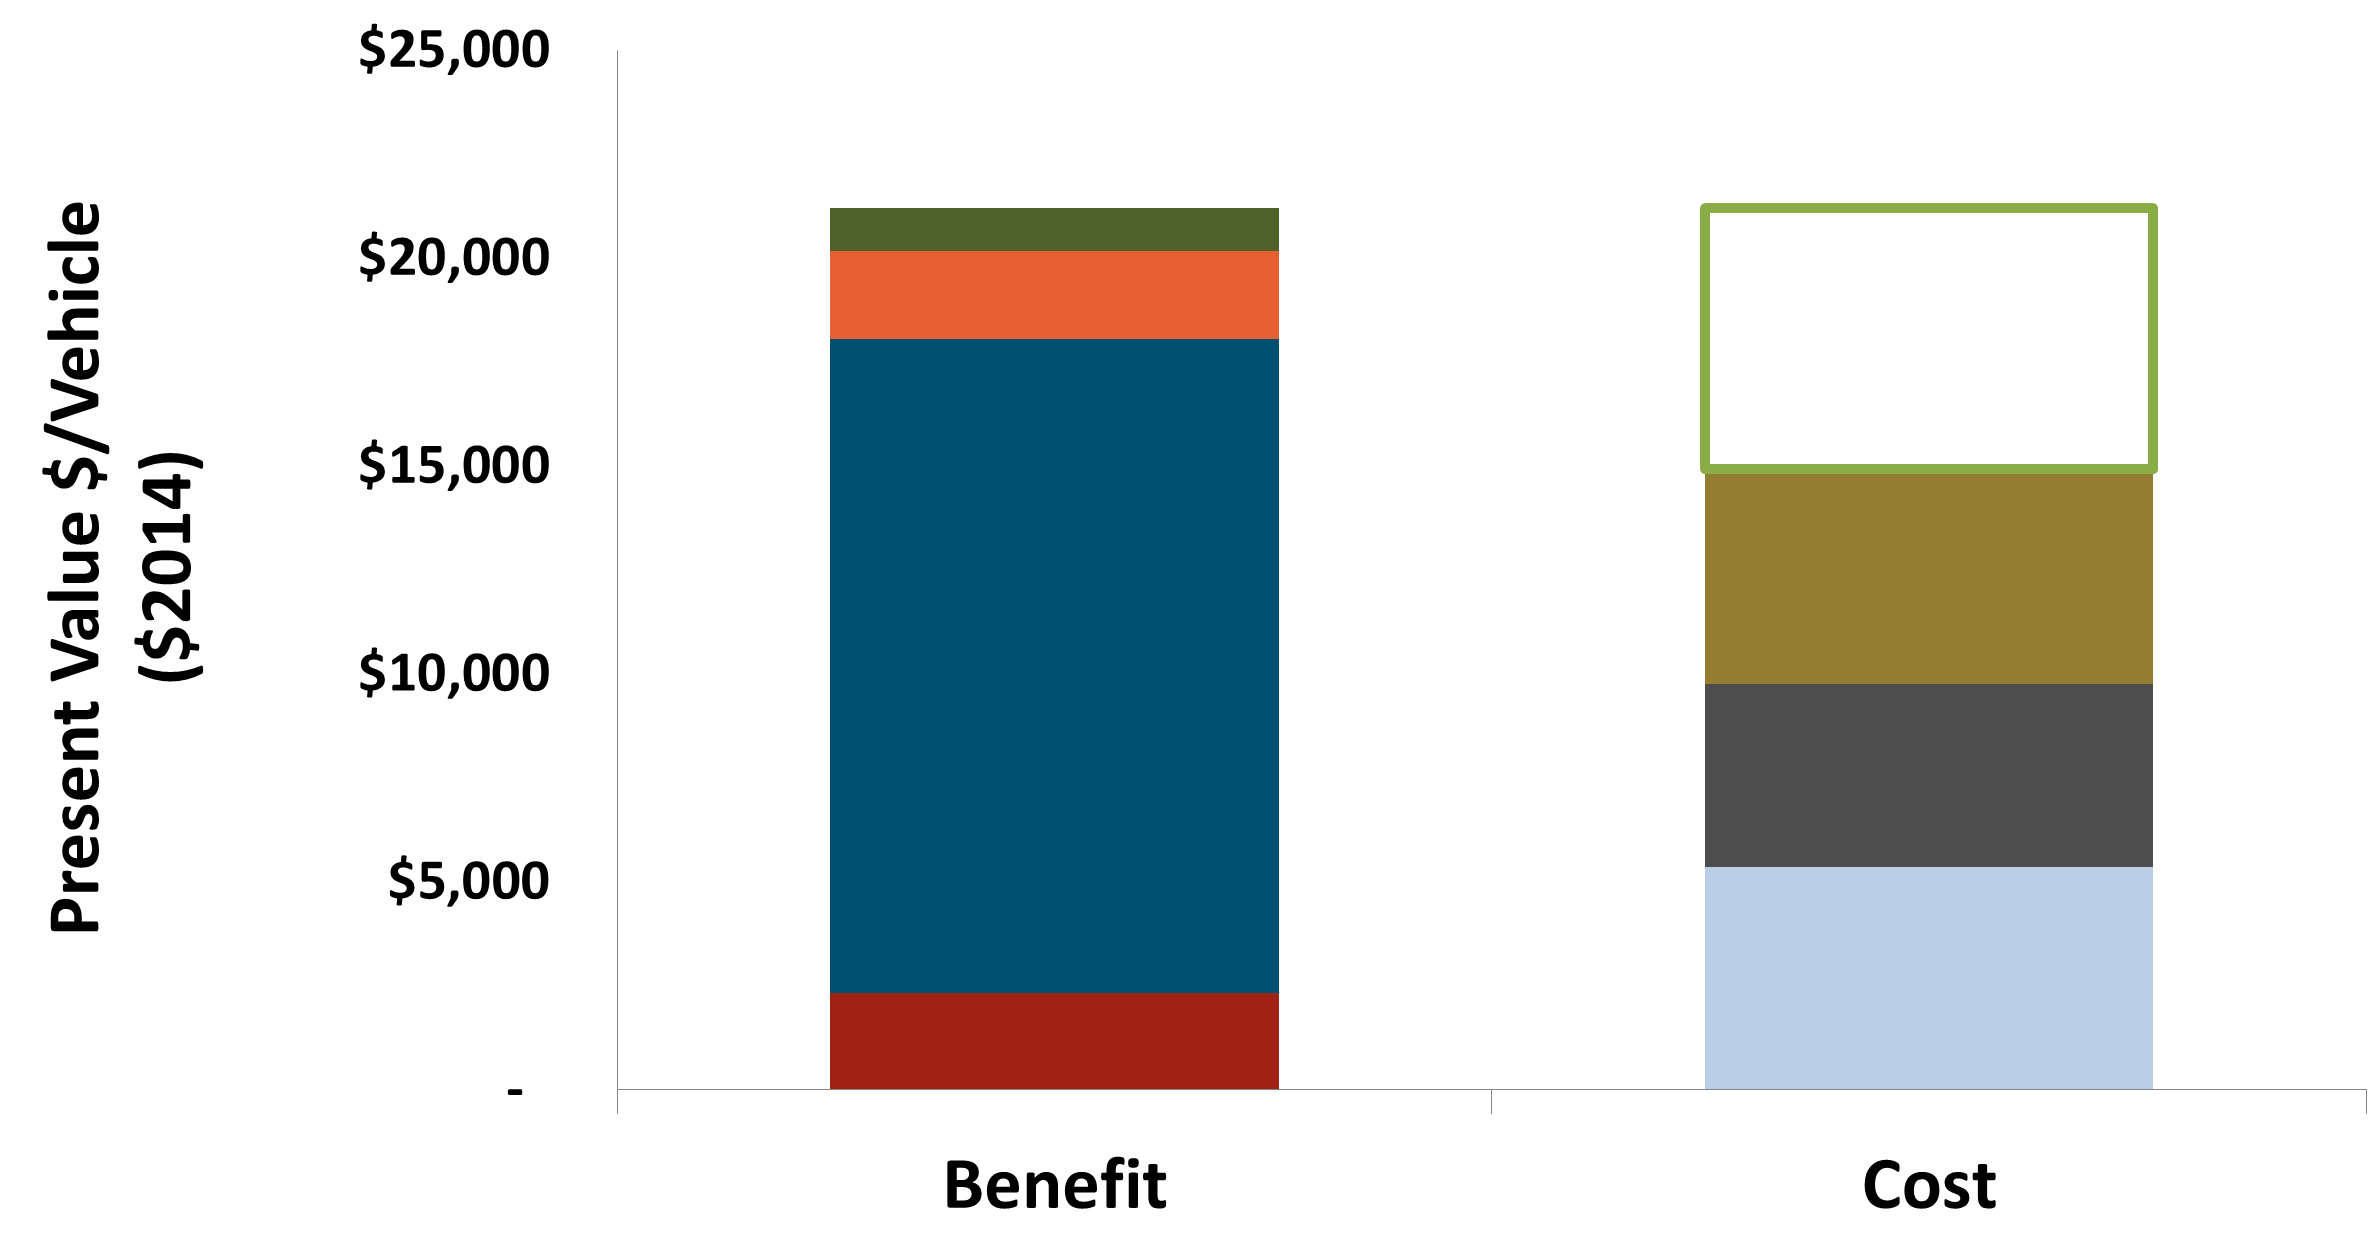 Present Value $/Vehicle
($2014)
$25,000
$20,000
$15,000
$10,000
$5,000
-
Benefit
Cost